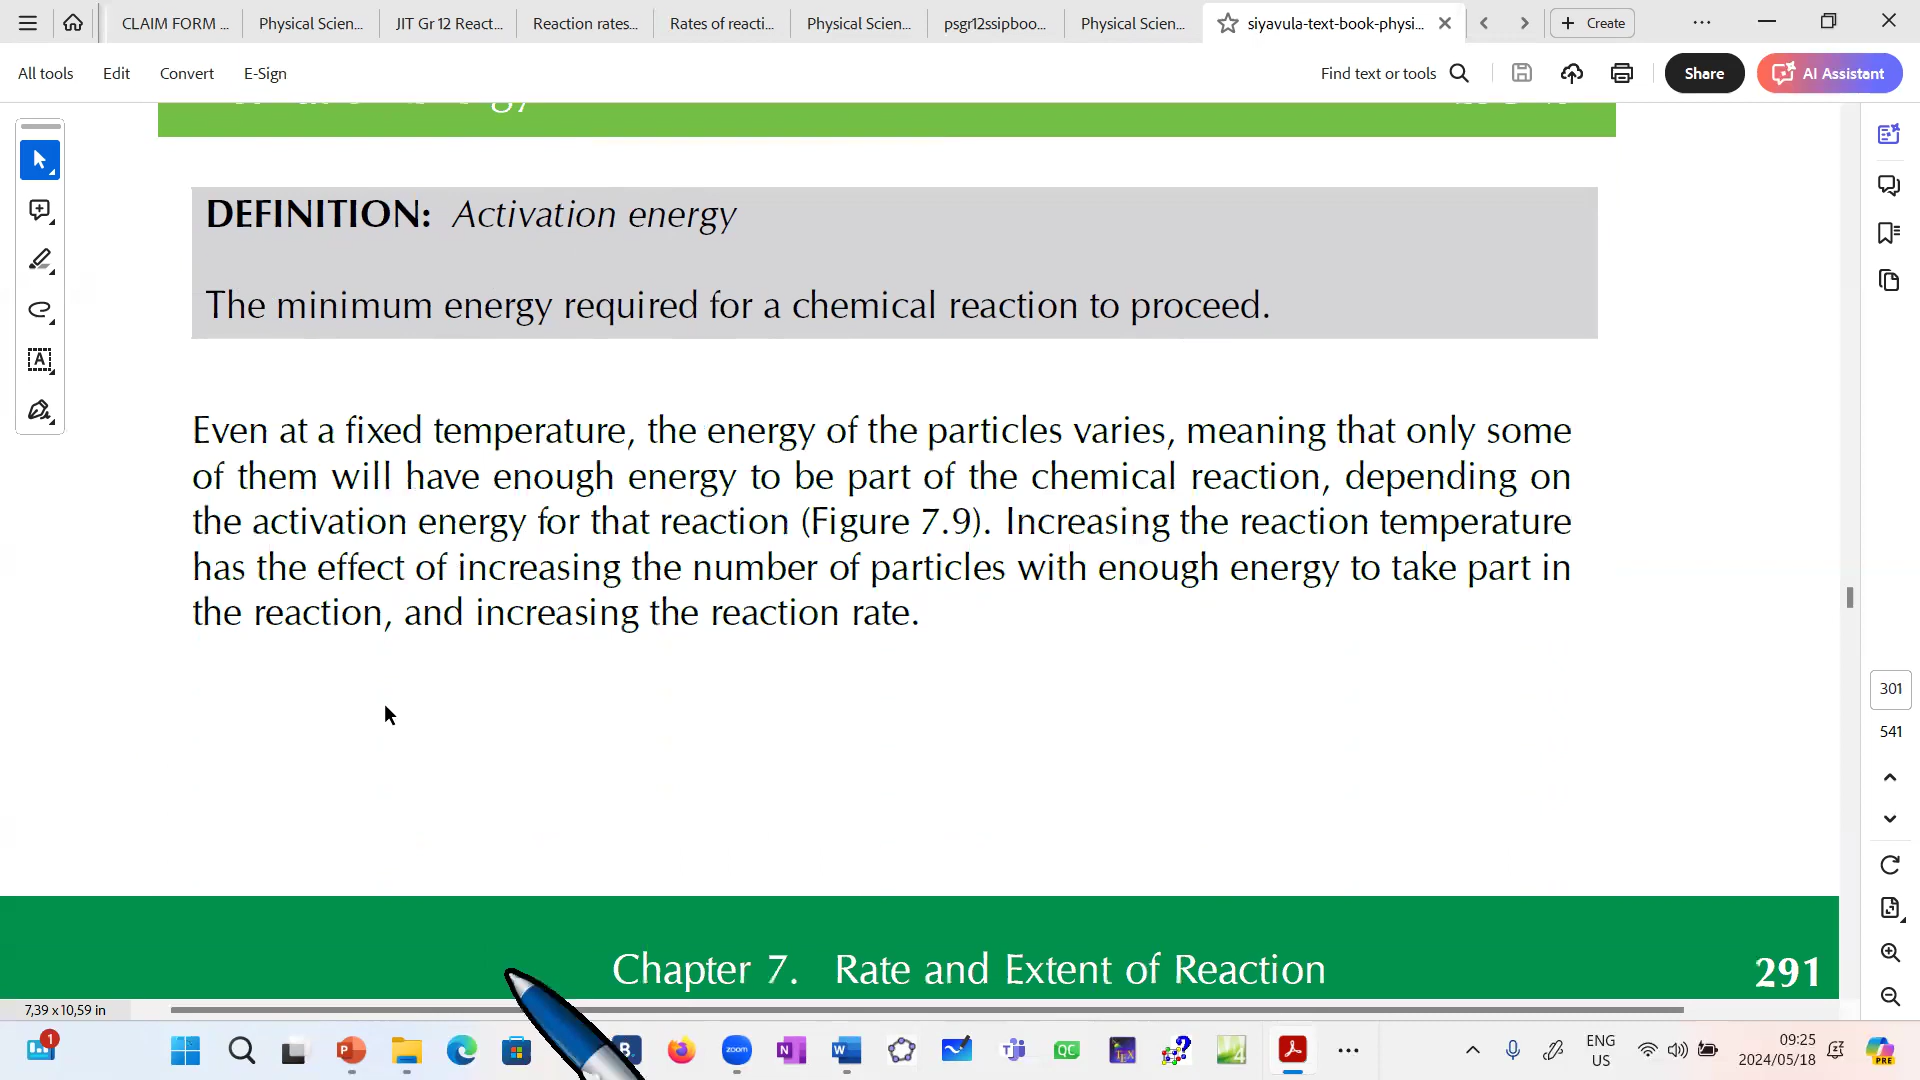 CLAIM FORM ...
Physical Scien...
JIT Gr 12 React...
Reaction rates...
Rates of reacti...
Physical Scien...
psgr12ssipboo...
Physical Scien...
siyavula-text-book-physi...
Create
All tools
Edit
Convert
E-Sign
Find text or tools
Share
AI Assistant
DEFINITION: Activation energy
The minimum energy required for a chemical reaction to proceed.
Even at a fixed temperature, the energy of the particles varies, meaning that only some
of them will have enough energy to be part of the chemical reaction, depending on
the activation energy for that reaction (Figure 7.9). Increasing the reaction temperature
has the effect of increasing the number of particles with enough energy to take part in
the reaction, and increasing the reaction rate.
301
541
Chapter 7. Rate and Extent of Reaction
291
7,39 x 10,59 in
1
zoom
QC
ENG
US
09:25
2024/05/18
PRE